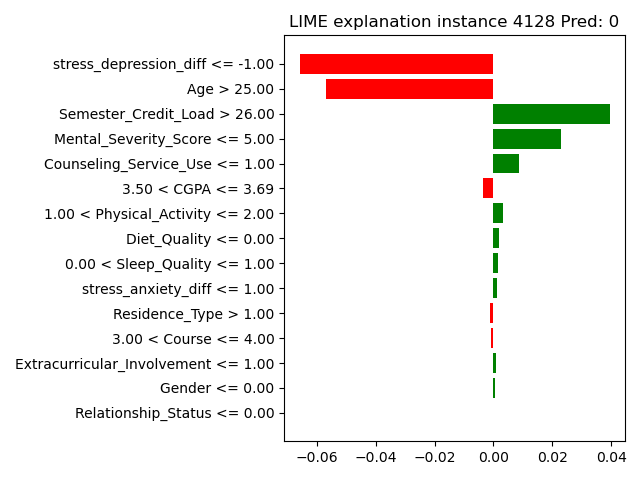 LIME explanation instance 4128 Pred: 0
stress_depression_diff <= -1.00
Age > 25.00
Semester_Credit_Load > 26.00
Mental_Severity_Score <= 5.00
Counseling_Service_Use <= 1.00
3.50 < CGPA <= 3.69
1.00 < Physical_Activity <= 2.00
Diet_Quality <= 0.00
0.00 < Sleep_Quality <= 1.00
stress_anxiety_diff <= 1.00
Residence_Type > 1.00
3.00 < Course <= 4.00
Extracurricular_Involvement <= 1.00
Gender <= 0.00
Relationship_Status <= 0.00
−0.06 −0.04 −0.02 0.00 0.02 0.04